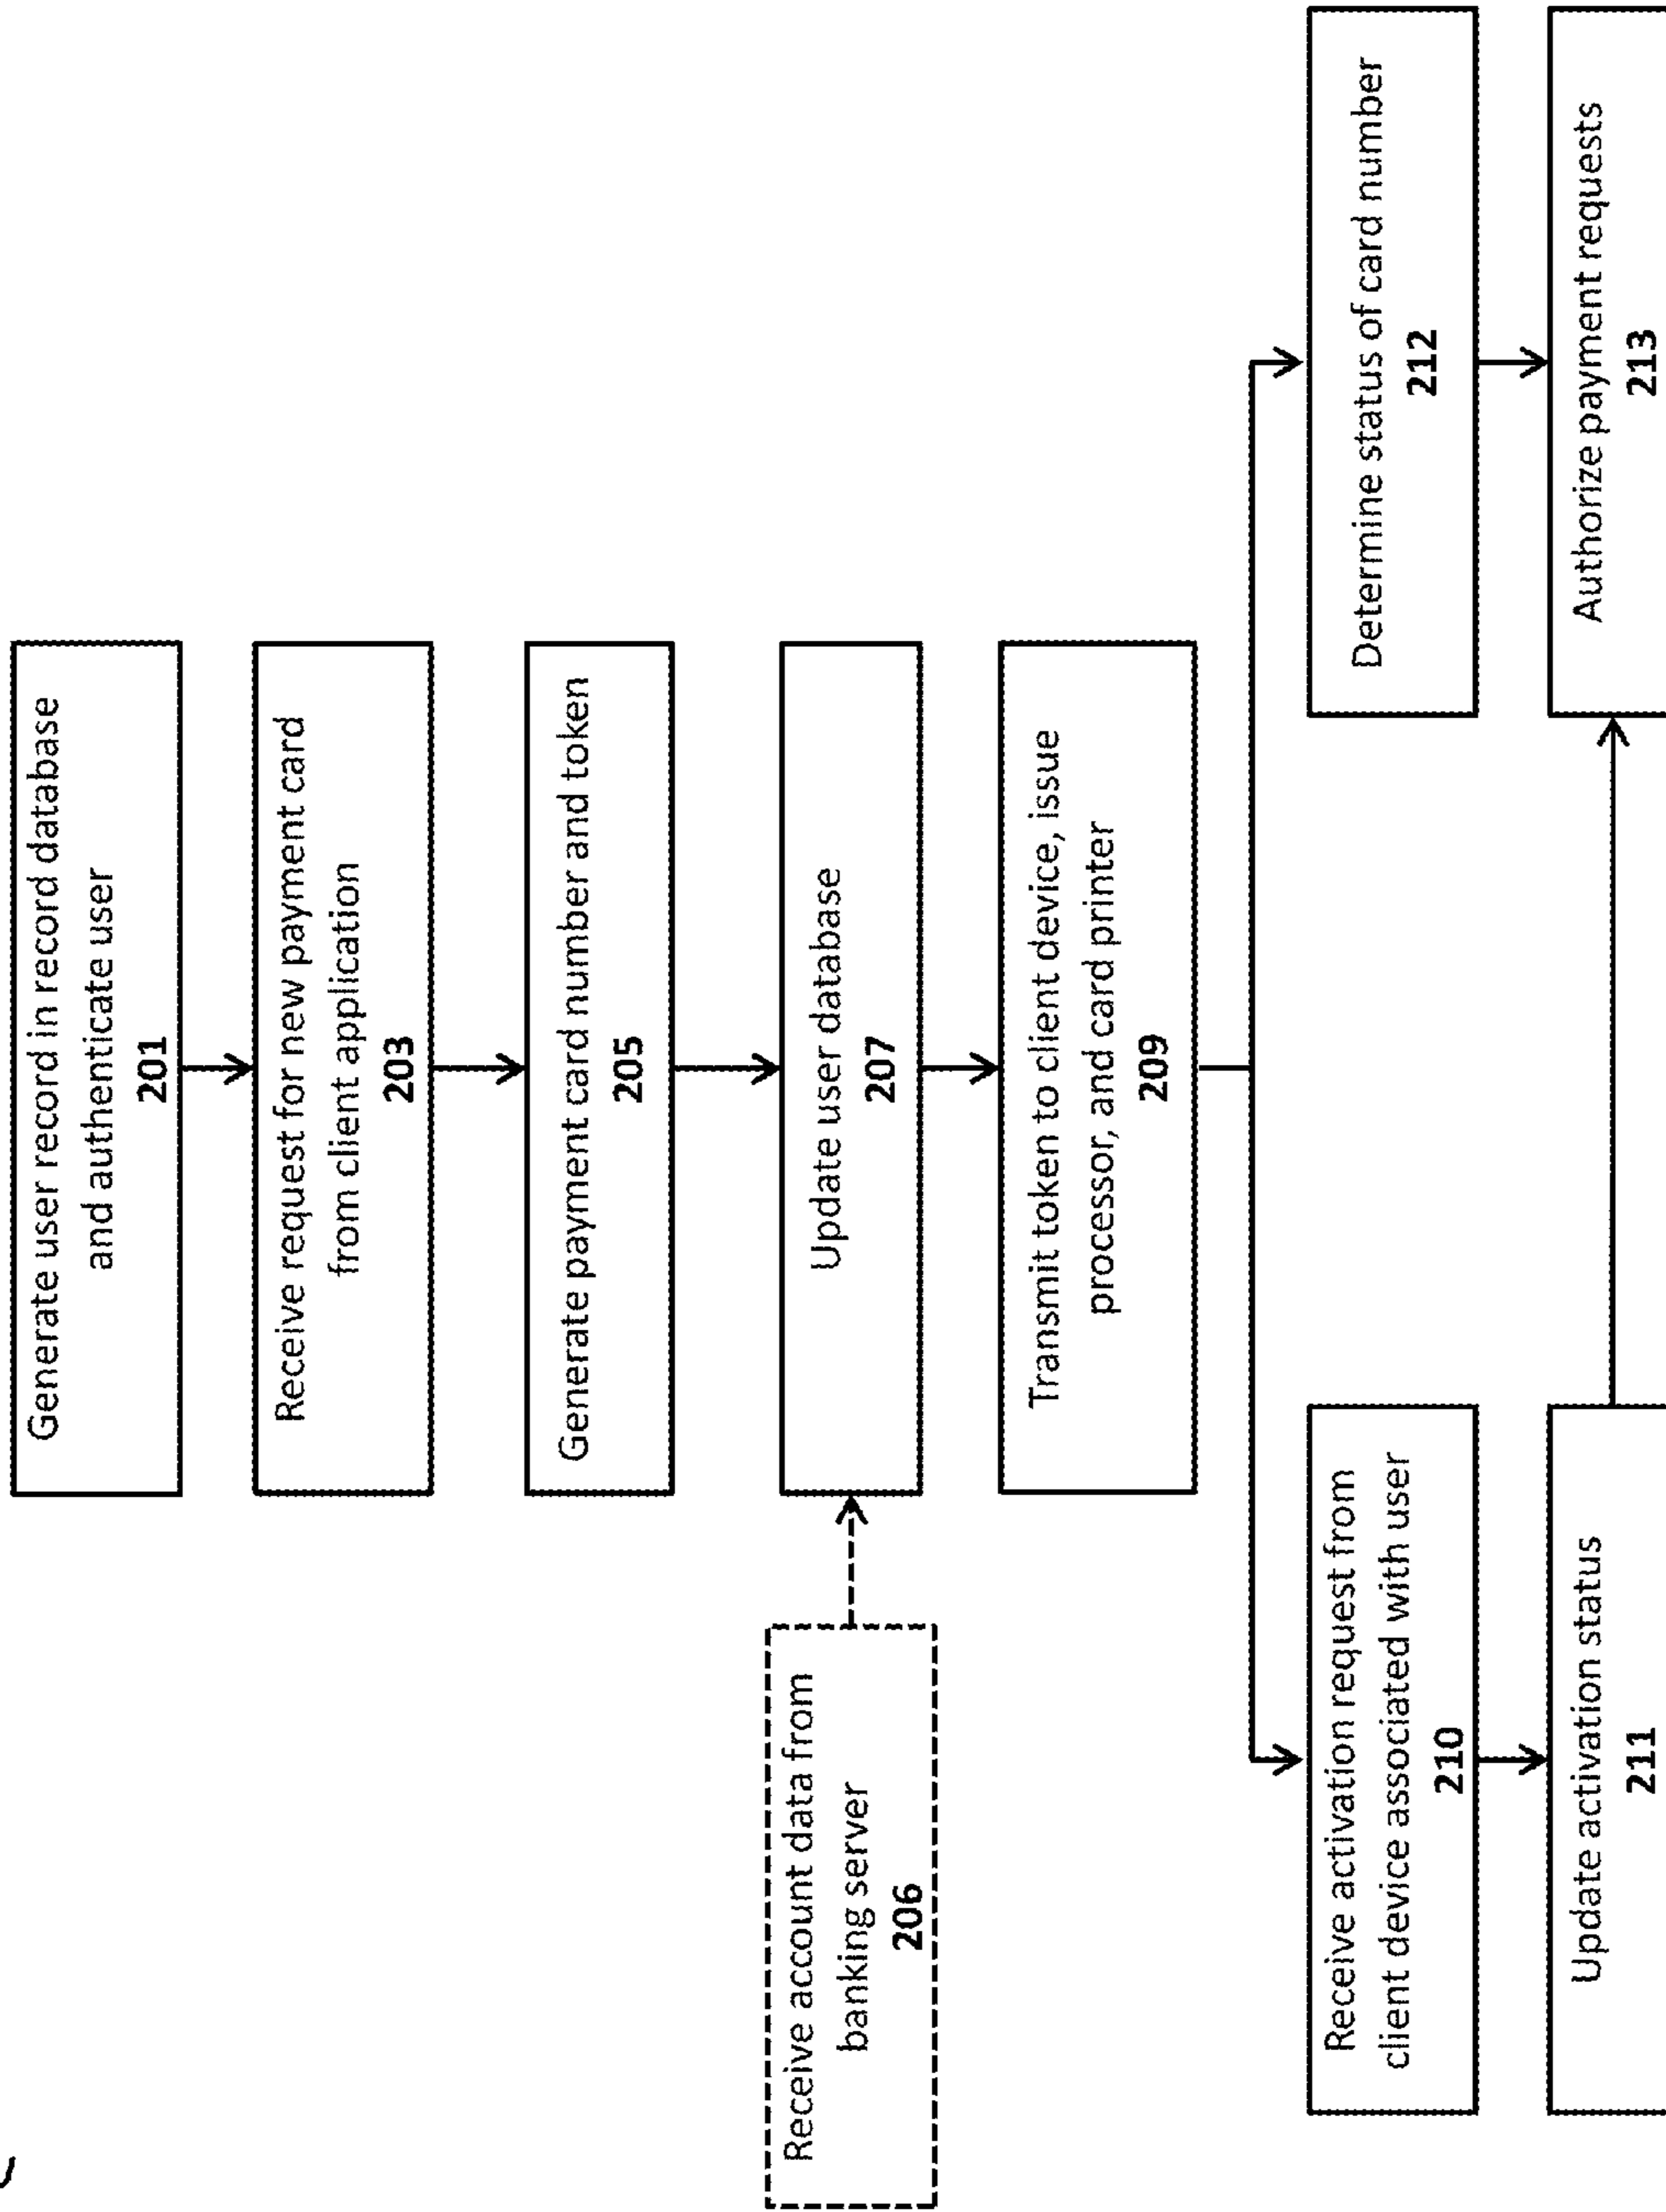 Generate user record in record database
and authenticate user
201
Receive request for new payment card
from client application
203
Generate payment card number and token
205
Receive account data from
banking server
206
Update user database
207
Transmit token to client device, issue
processor, and card printer
209
Receive activation request from
client device associated with user
210
Update activation status
211
Determine status of card number
212
Authorize payment requests
213